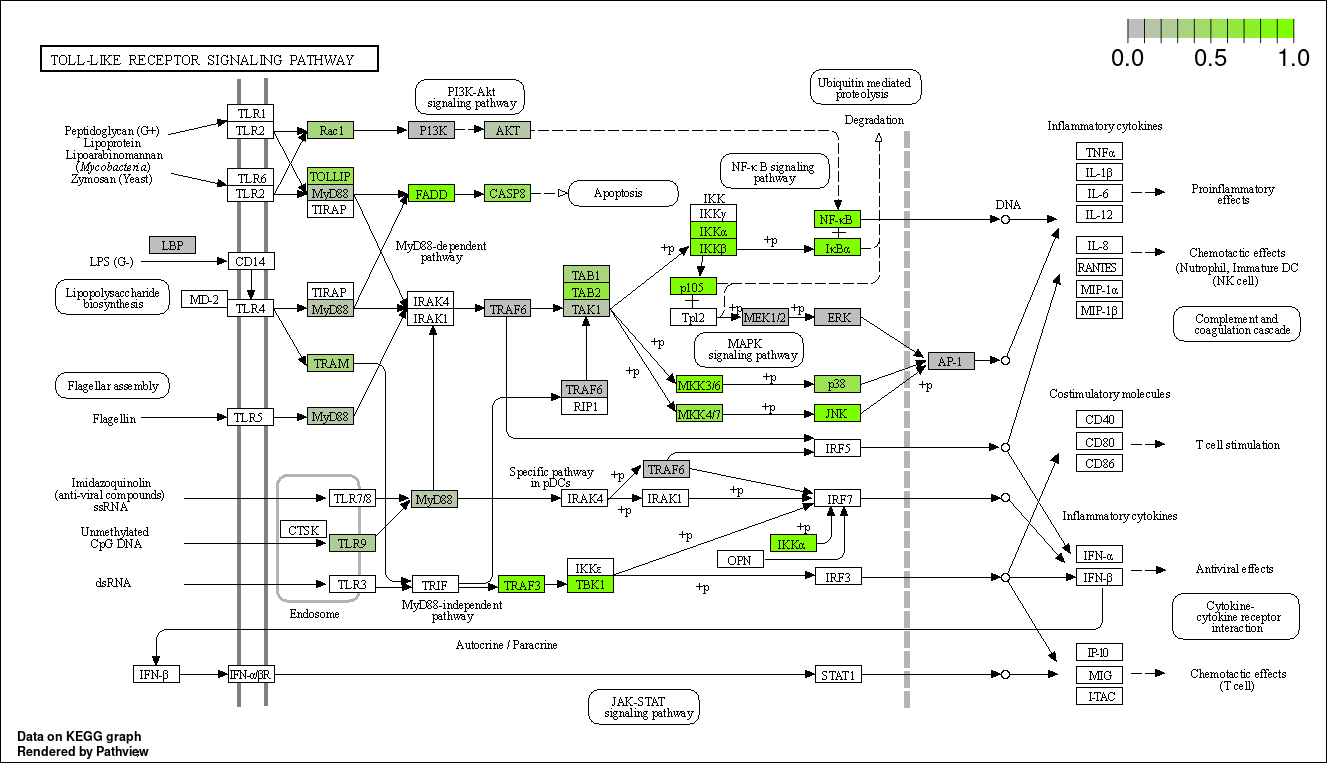 0.0 0.5 1.0
TOLL-LIKE RECEPTOR SIGNALING PATHWAY
PI3K-Akt
signaling pathway
Ubiquitin mediated
proteolysis
Degradation
TLR1
TLR2
Peptidoglycan (G+)
Lipoprotein
Lipoarabinomannan
(Mycobacteria)
Zymosan (Yeast)
Rac1
P13K
AKT
TLR6
TLR2
TOLLIP
MyD88
TIRAP
FADD
CASP8
Apoptosis
NF-κB signaling
pathway
Inflammatory cytokines
TNFα
IL-1β
IL-6
IL-12
Proinflammatory
effects
IKK
IKKγ
IKKα
IKKβ
NF-κB
IκBα
+p
+p
DNA
LBP
LPS (G-)
CD14
MyD88-dependent
pathway
IL-8
RANTES
MIP-1α
MIP-1β
Chemotactic effects
(Nutrophil, Immature DC
(NK cell)
Lipopolysaccharide
biosynthesis
MD-2
TLR4
TIRAP
MyD88
IRAK4
IRAK1
TRAF6
TAB1
TAB2
TAK1
p105
Tpl2
+p
MEK1/2
+p
ERK
Complement and
coagulation cascade
MAPK
signaling pathway
AP-1
TRAM
+p
+p
MKK3/6
+p
p38
+p
Flagellar assembly
TRAF6
RIP1
MKK4/7
+p
JNK
Costimulatory molecules
CD40
CD80
CD86
T cell stimulation
Flagellin
TLR5
MyD88
IRF5
Imidazoquinolin
(anti-viral compounds)
ssRNA
TLR7/8
MyD88
Specific pathway
in pDCs
IRAK4
+p
TRAF6
+p
IRAK1
+p
IRF7
Unmethylated
CpG DNA
CTSK
TLR9
+p
+p
IKKα
OPN
Inflammatory cytokines
IFN-α
IFN-β
Antiviral effects
dsRNA
TLR3
TRIF
TRAF3
IKKε
TBK1
+p
IRF3
Endosome
MyD88-independent
pathway
Cytokine-
cytokine receptor
interaction
Autocrine / Paracrine
IFN-β
IFN-α/βR
STAT1
IP-10
MIG
I-TAC
Chemotactic effects
(T cell)
JAK-STAT
signaling pathway
Data on KEGG graph
Rendered by Pathview